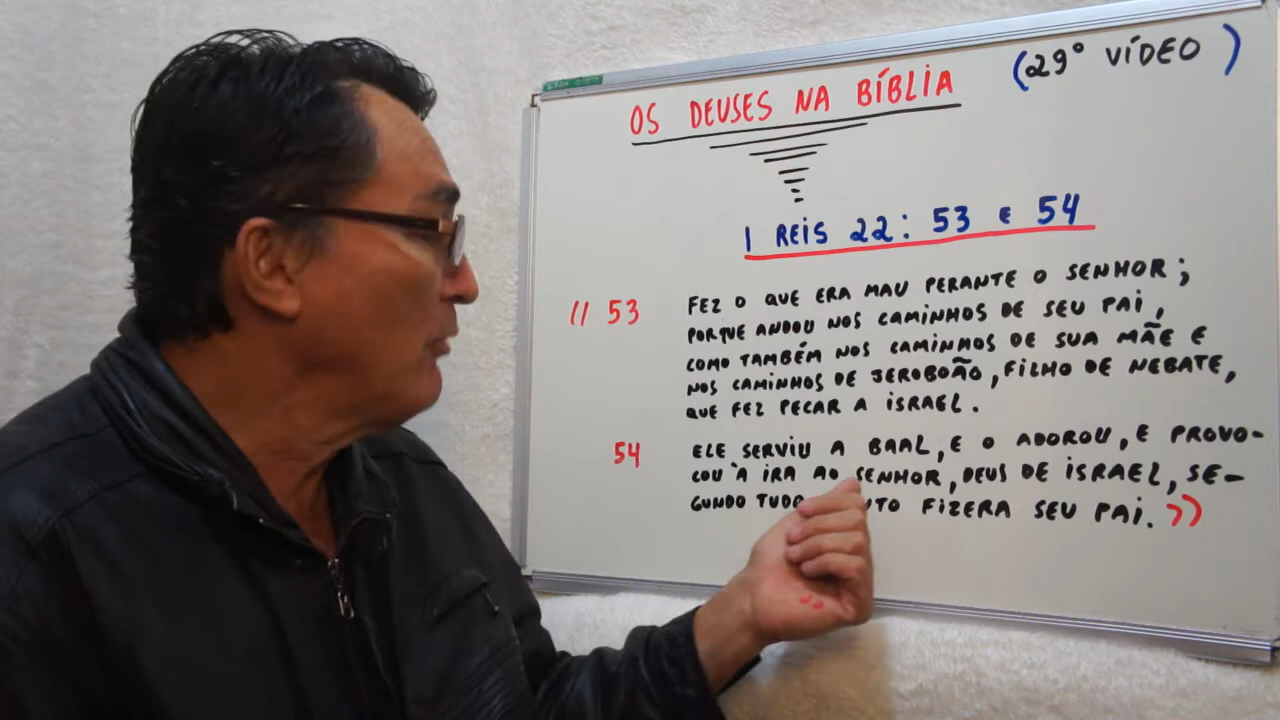 OS DEUSES NA BÍBLIA
(29° VÍDEO)
I REIS 22: 53 E 54
// 53 FEZ O QUE ERA MAU PERANTE O SENHOR;
PORQUE ANDOU NOS CAMINHOS DE SEU PAI,
COMO TAMBÉM NOS CAMINHOS DE SUA MÃE E
NOS CAMINHOS DE JEROBOÃO, FILHO DE NEBATE,
QUE FEZ PECAR A ISRAEL.
54 ELE SERVIU A BAAL, E O ADOROU, E PROVO-
COU À IRA AO SENHOR, DEUS DE ISRAEL, SE-
GUNDO TUDO FIZERA SEU PAI. ))